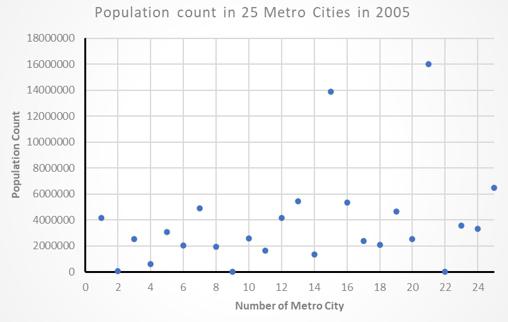 Population count in 25 Metro Cities in 2005
18000000
16000000
14000000
12000000
10000000
8000000
6000000
4000000
2000000
0
Population Count
0 2 4 6 8 10 12 14 16 18 20 22 24
Number of Metro City